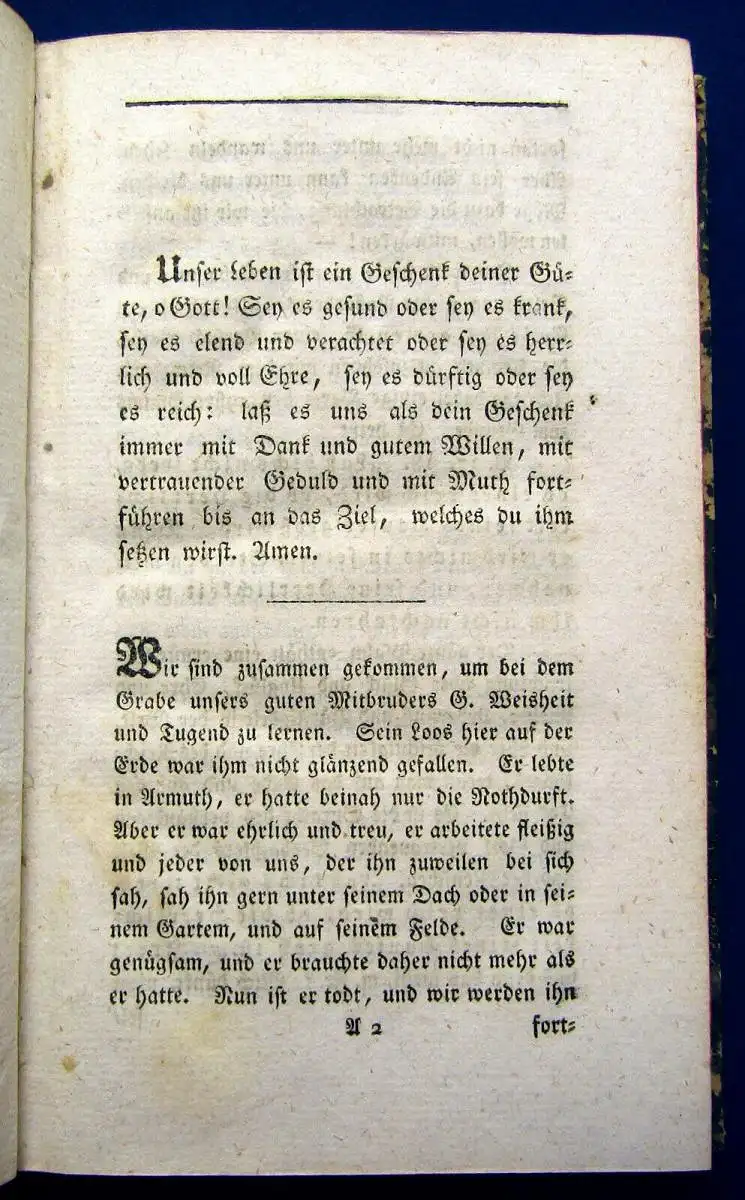 Unser Leben ist ein Geschenk deiner Gü-
te, o Gott! Sey es gesund oder sey es krank,
sey es elend und verachtet oder sey es herr-
lich und voll Ehre, sey es dürftig oder sey
es reich: laß es uns als dein Geschenk
immer mit Dank und gutem Willen, mit
vertrauender Geduld und mit Muth fort-
führen bis an das Ziel, welches du ihm
setzen wirst. Amen.
Wir sind zusammen gekommen, um bei dem
Grabe unsers guten Mitbruders G. Weisheit
und Tugend zu lernen. Sein Loos hier auf der
Erde war ihm nicht glänzend gefallen. Er lebte
in Armuth, er hatte beinah nur die Nothdurft.
Aber er war ehrlich und treu, er arbeitete fleißig
und jeder von uns, der ihn zuweilen bei sich
sah, sah ihn gern unter seinem Dach oder in sei-
nem Gartem, und auf seinem Felde. Er war
genügsam, und er brauchte daher nicht mehr als
er hatte. Nun ist er todt, und wir werden ihn
A 2 fort-